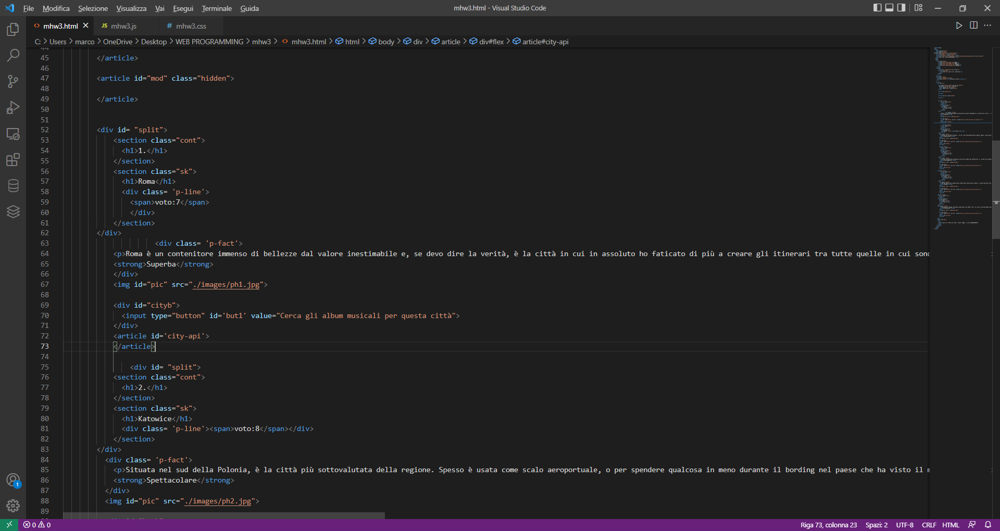 File Modifica Selezione Visualizza Vai Esegui Terminale Guida mhw3.html - Visual Studio Code
mhw3.html JS mhw3.js # mhw3.css
C: > Users > marco > OneDrive > Desktop > WEB PROGRAMMING > mhw3 > mhw3.html > html > body > div > article > div#flex > article#city-api
44
45 </article>
46
47 <article id="mod" class="hidden">
48
49 </article>
50
51
52 <div id= "split">
53 <section class="cont">
54 <h1>1.</h1>
55 </section>
56 <section class="sk">
57 <h1>Roma</h1>
58 <div class= 'p-line'>
59 <span>voto:7</span>
60 </div>
61 </section>
62 </div>
63 <div class= 'p-fact'>
64 <p>Roma è un contenitore immenso di bellezze dal valore inestimabile e, se devo dire la verità, è la città in cui in assoluto ho faticato di più a creare gli itinerari tra tutte quelle in cui sono
65 <strong>Superba</strong>
66 </div>
67 <img id="pic" src="./images/ph1.jpg">
68
69 <div id="cityb">
70 <input type="button" id='but1' value="Cerca gli album musicali per questa città">
71 </div>
72 <article id='city-api'>
73 </article>
74
75 <div id= "split">
76 <section class="cont">
77 <h1>2.</h1>
78 </section>
79 <section class="sk">
80 <h1>Katowice</h1>
81 <div class= 'p-line'><span>voto:8</span></div>
82 </section>
83 </div>
84 <div class= 'p-fact'>
85 <p>Situata nel sud della Polonia, è la città più sottovalutata della regione. Spesso è usata come scalo aeroportuale, o per spendere qualcosa in meno durante il bording nel paese che ha visto il
86 <strong>Spettacolare</strong>
87 </div>
88 <img id="pic" src="./images/ph2.jpg">
89
1
0 0 Riga 73, colonna 23 Spazi: 2 UTF-8 CRLF HTML